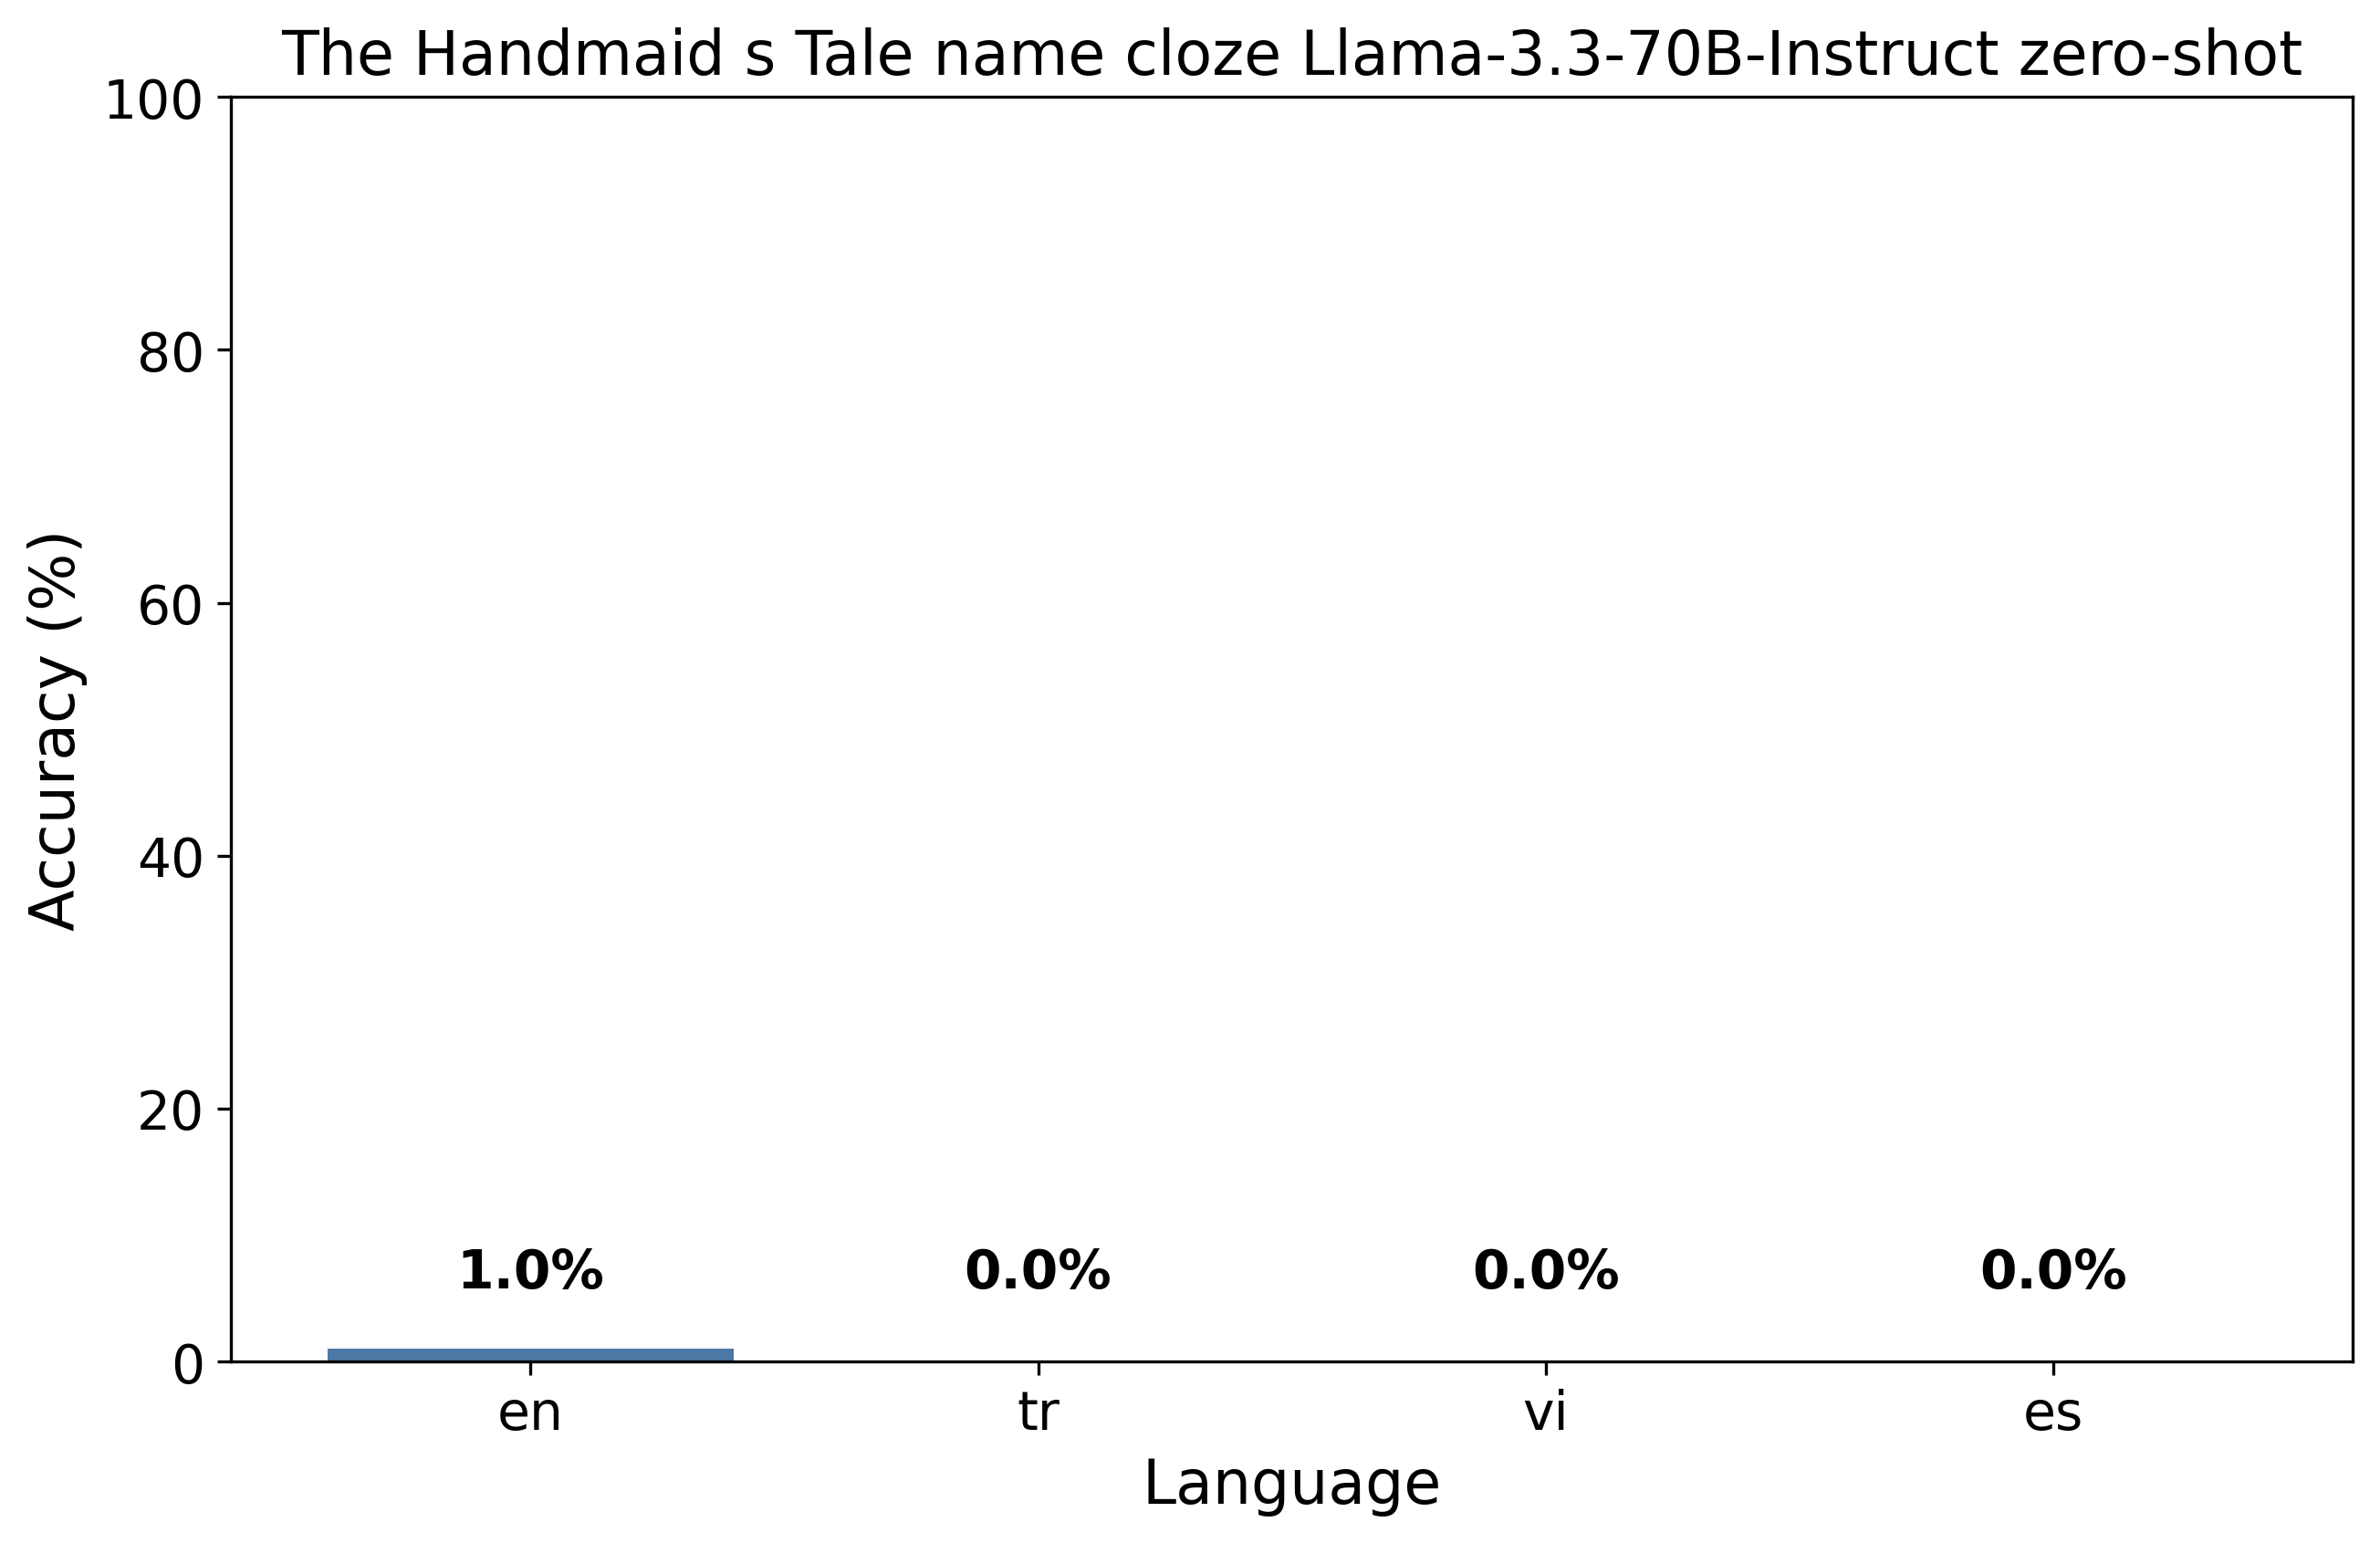 The Handmaid s Tale name cloze Llama-3.3-70B-Instruct zero-shot
100
80
60
40
20
0
Accuracy (%)
1.0%
0.0%
0.0%
0.0%
en
tr
vi
es
Language